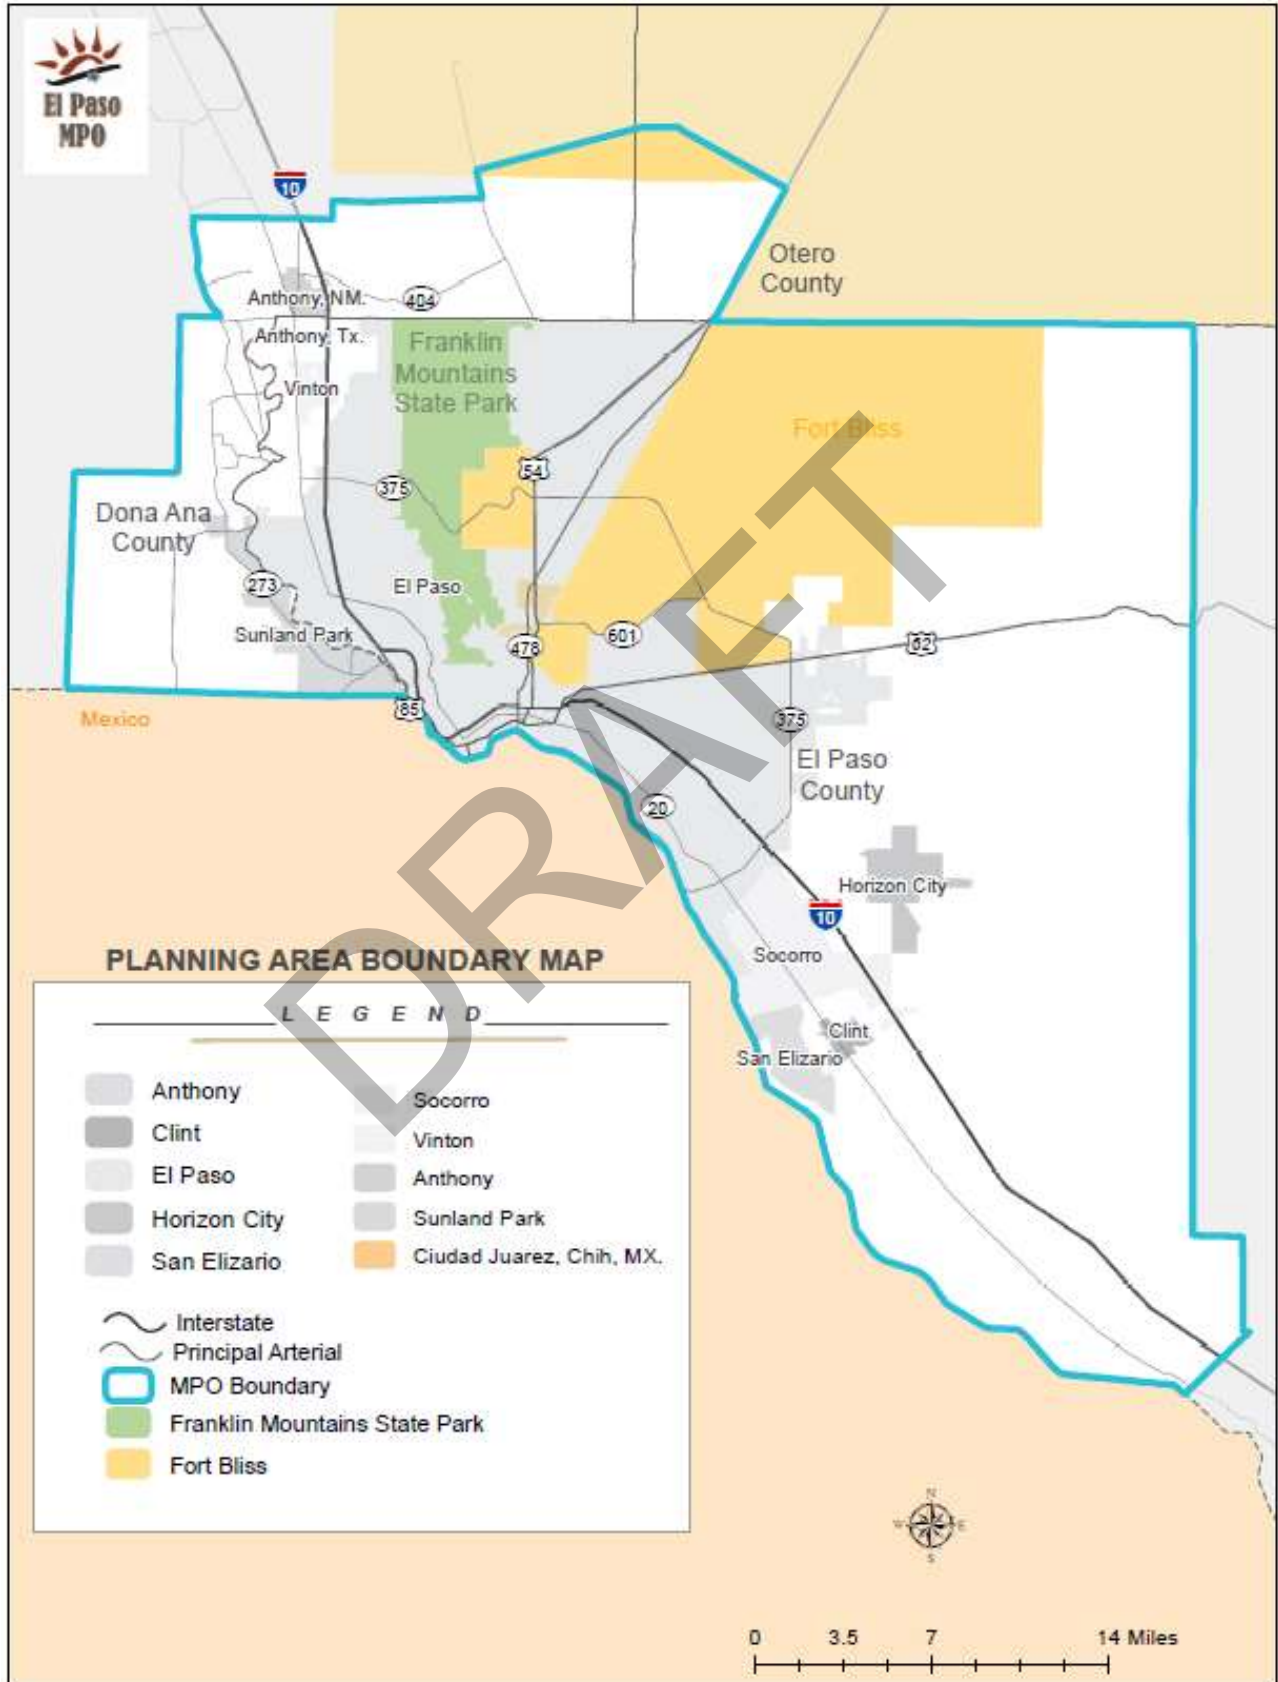 El Paso
MPO
10
Otero
County
Anthony, NM.
404
Anthony, Tx.
Franklin
Mountains
State Park
Vinton
Fort Bliss
54
375
Dona Ana
County
273
El Paso
Sunland Park
601
478
62
85
Mexico
375
El Paso
County
20
Horizon City
10
Socorro
Clint
San Elizario
DRAFT
PLANNING AREA BOUNDARY MAP
L E G E N D
Anthony
Clint
El Paso
Horizon City
San Elizario
Socorro
Vinton
Anthony
Sunland Park
Ciudad Juarez, Chih, MX.
Interstate
Principal Arterial
MPO Boundary
Franklin Mountains State Park
Fort Bliss
N
W E
S
0 3.5 7 14 Miles